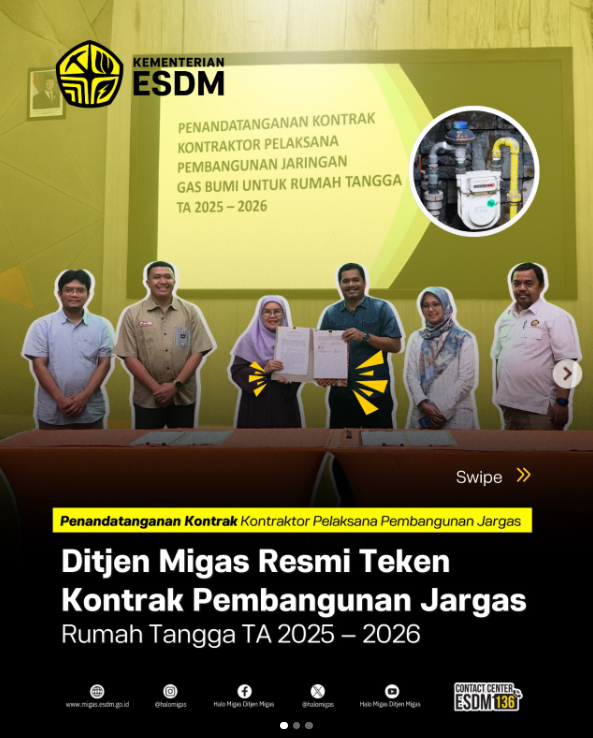 KEMENTERIAN
ESDM
PENANDATANGANAN KONTRAK
KONTRAKTOR PELAKSANA
PEMBANGUNAN JARINGAN
GAS BUMI UNTUK RUMAH TANGGA
TA 2025 – 2026
Swipe
Penandatanganan Kontrak Kontraktor Pelaksana Pembangunan Jargas
Ditjen Migas Resmi Teken
Kontrak Pembangunan Jargas
Rumah Tangga TA 2025 – 2026
www.migas.esdm.go.id
@halomigas
Halo Migas Ditjen Migas
@halomigas
Halo Migas Ditjen Migas
CONTACT CENTER
ESDM 136